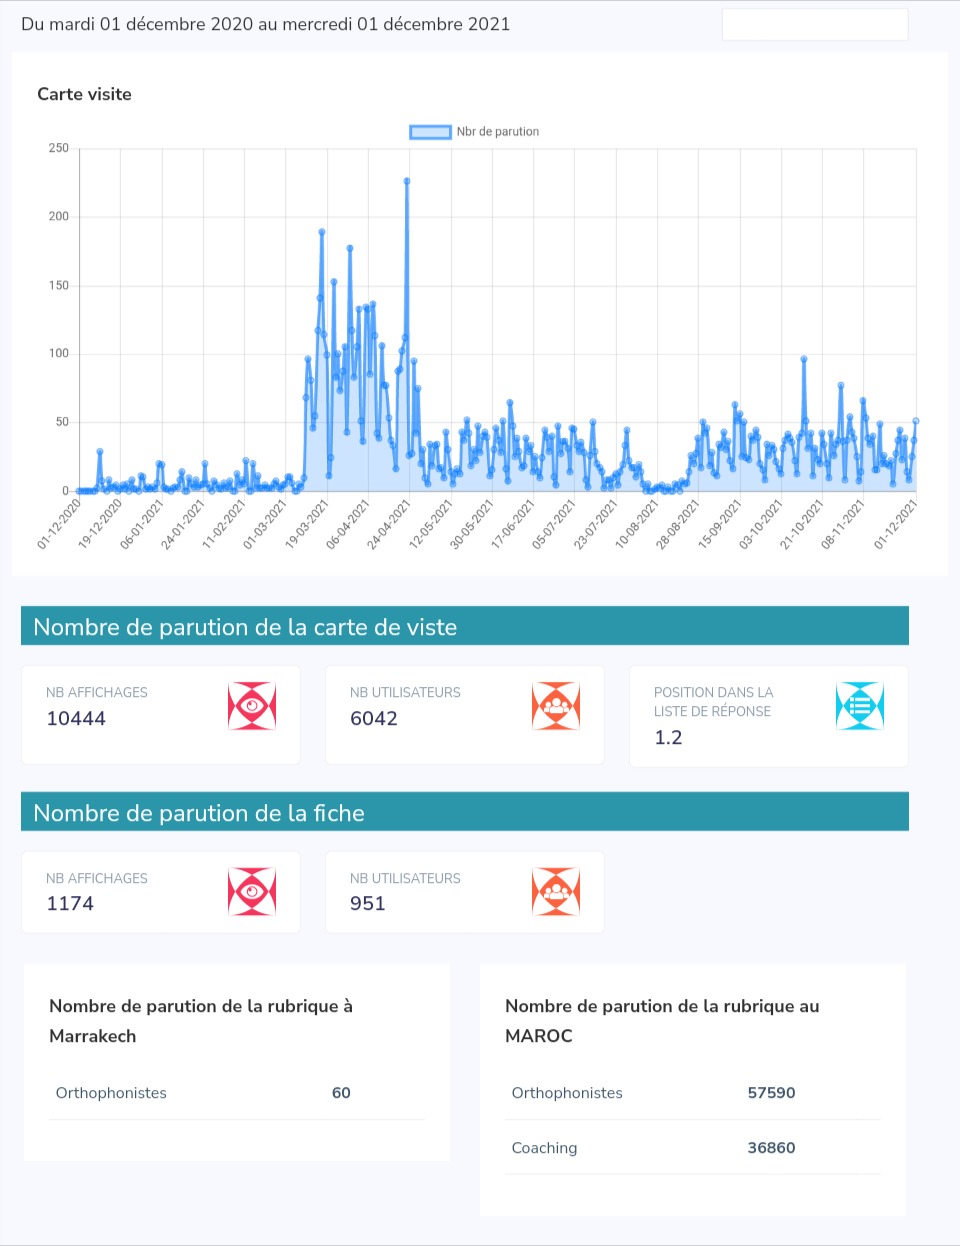 Du mardi 01 décembre 2020 au mercredi 01 décembre 2021
Carte visite
Nbr de parution
250
200
150
100
50
0
01-12-2020
19-12-2020
06-01-2021
24-01-2021
11-02-2021
01-03-2021
19-03-2021
06-04-2021
24-04-2021
12-05-2021
30-05-2021
17-06-2021
05-07-2021
23-07-2021
10-08-2021
28-08-2021
15-09-2021
03-10-2021
21-10-2021
08-11-2021
01-12-2021
Nombre de parution de la carte de viste
NB AFFICHAGES
10444
NB UTILISATEURS
6042
POSITION DANS LA
LISTE DE RÉPONSE
1.2
Nombre de parution de la fiche
NB AFFICHAGES
1174
NB UTILISATEURS
951
Nombre de parution de la rubrique à
Marrakech
Orthophonistes 60
Nombre de parution de la rubrique au
MAROC
Orthophonistes 57590
Coaching 36860